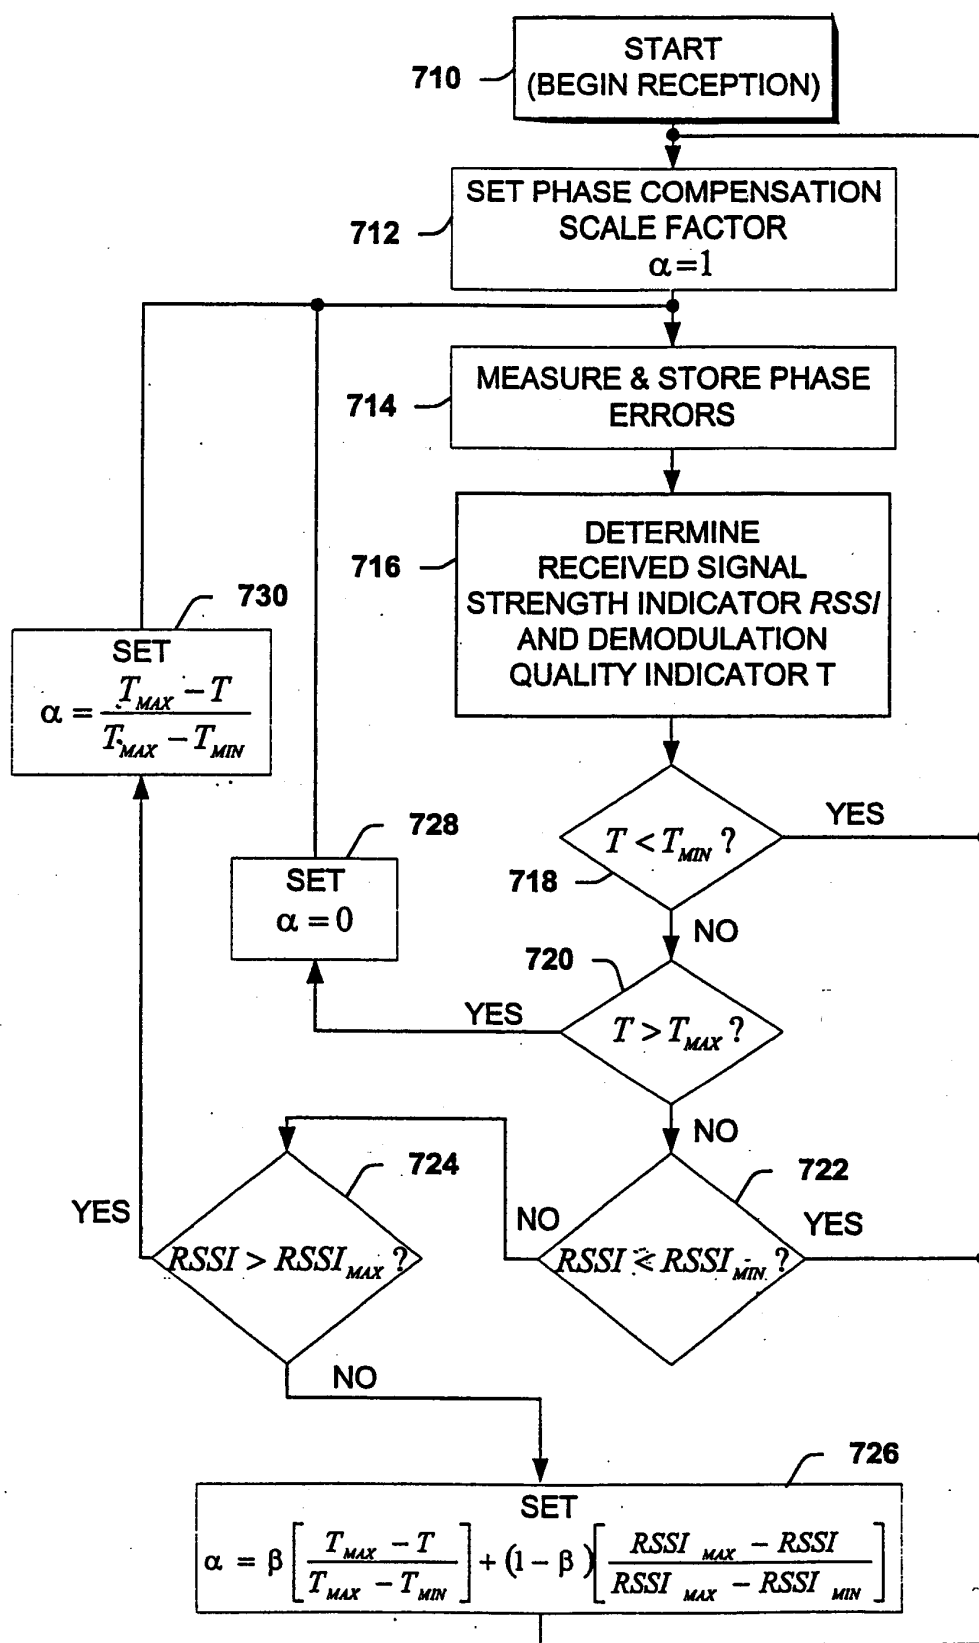 710
START
(BEGIN RECEPTION)
712
SET PHASE COMPENSATION
SCALE FACTOR
α=1
714
MEASURE & STORE PHASE
ERRORS
716
DETERMINE
RECEIVED SIGNAL
STRENGTH INDICATOR RSSI
AND DEMODULATION
QUALITY INDICATOR T
730
SET
α = (T_MAX − T) / (T_MAX − T_MIN)
718
T < T_MIN ?
YES
NO
728
SET
α = 0
720
T > T_MAX ?
YES
NO
722
RSSI < RSSI_MIN ?
YES
NO
724
RSSI > RSSI_MAX ?
YES
NO
726
SET
α = β [(T_MAX − T) / (T_MAX − T_MIN)] + (1 − β) [(RSSI_MAX − RSSI) / (RSSI_MAX − RSSI_MIN)]